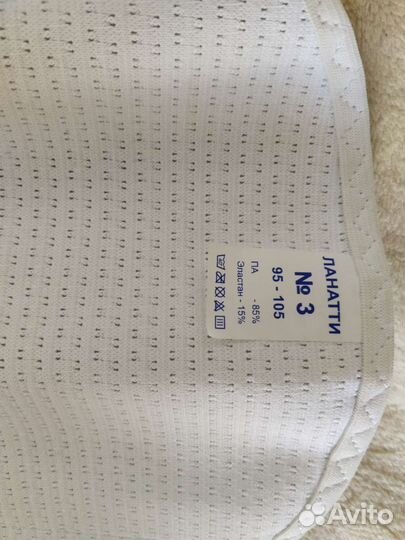 ЛАНАТТИ
№ 3
95 - 105
ПА - 85%
Эластан - 15%
Avito